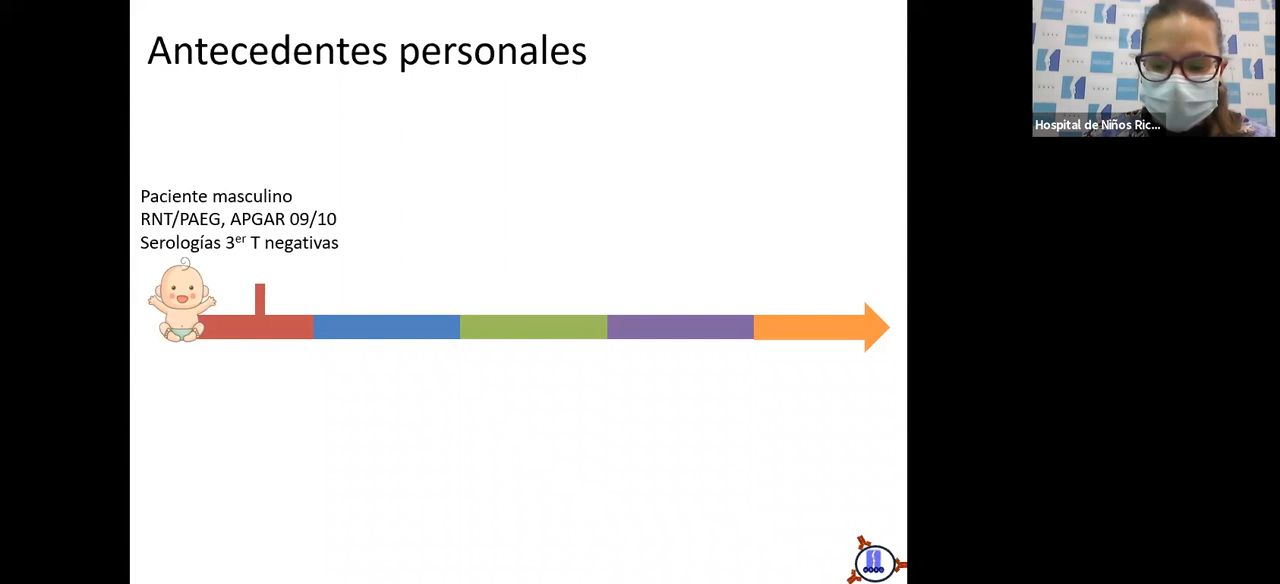 Antecedentes personales
Paciente masculino
RNT/PAEG, APGAR 09/10
Serologías 3er T negativas
Hospital de Niños Ric...